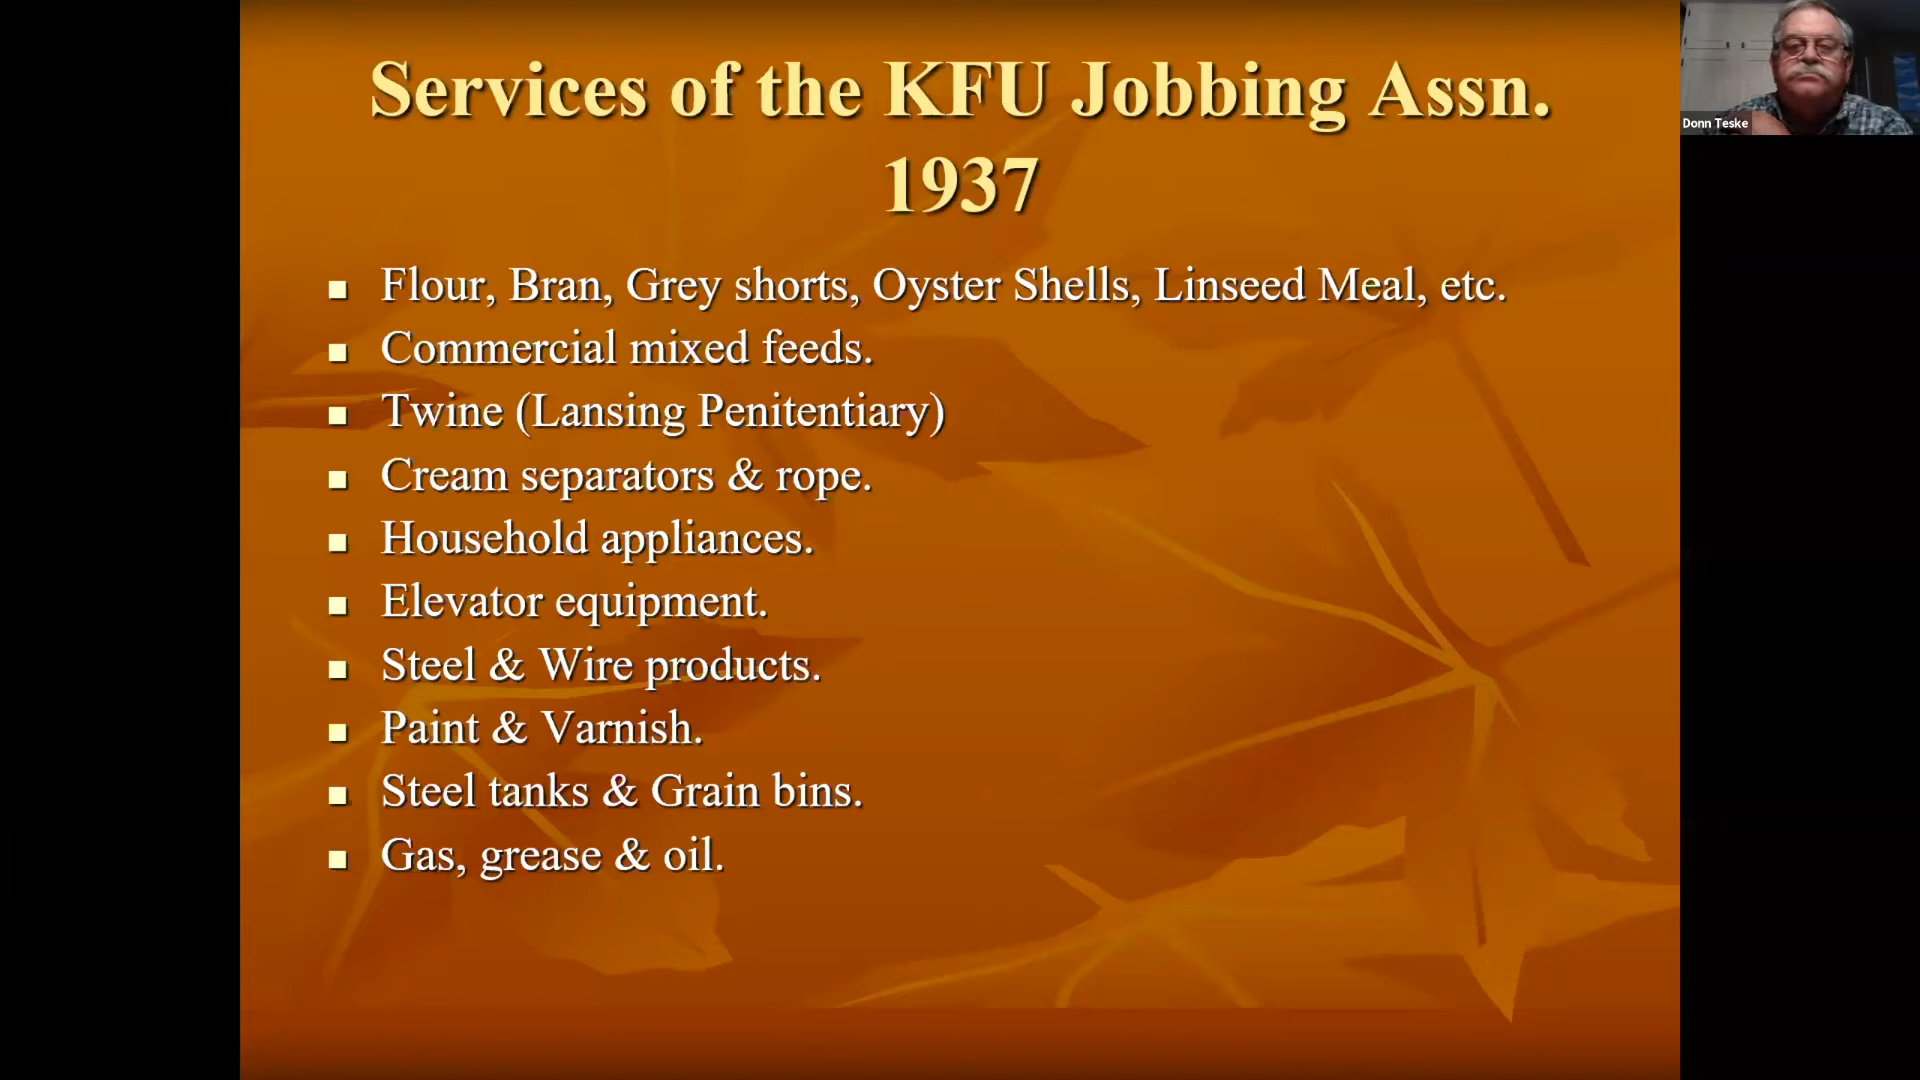 Services of the KFU Jobbing Assn.
1937
Flour, Bran, Grey shorts, Oyster Shells, Linseed Meal, etc.
Commercial mixed feeds.
Twine (Lansing Penitentiary)
Cream separators & rope.
Household appliances.
Elevator equipment.
Steel & Wire products.
Paint & Varnish.
Steel tanks & Grain bins.
Gas, grease & oil.
Donn Teske